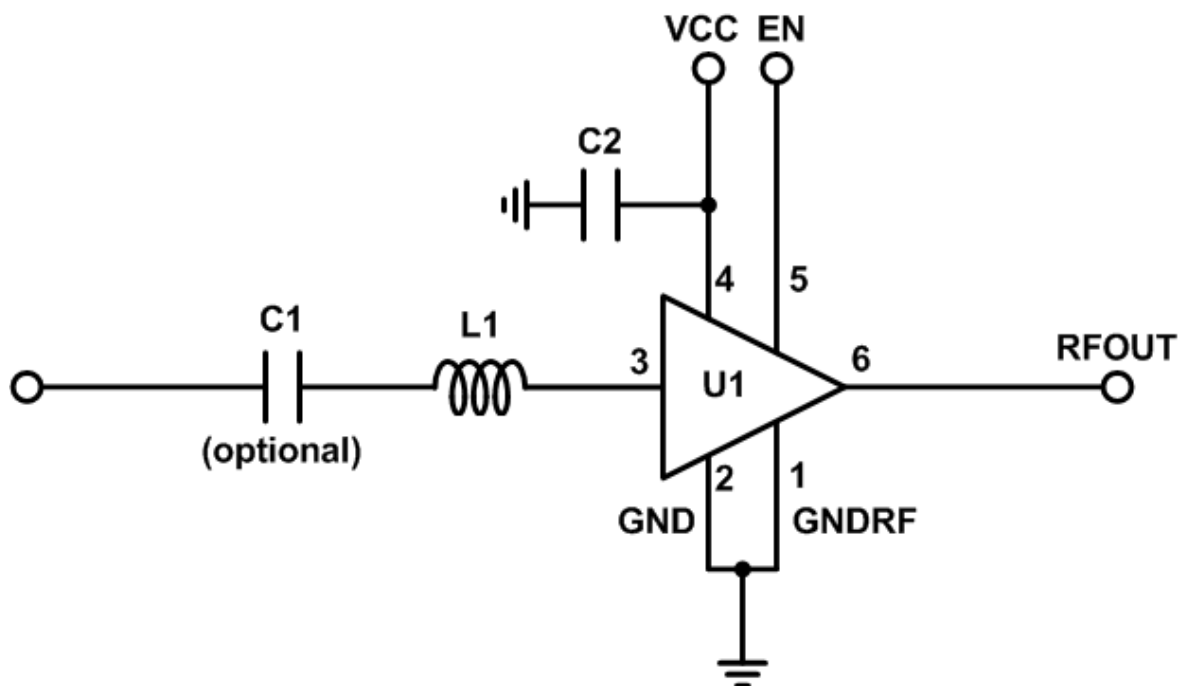 VCC EN
C2
4 5
C1 L1
3 U1 6 RFOUT
(optional)
2 1
GND GNDRF